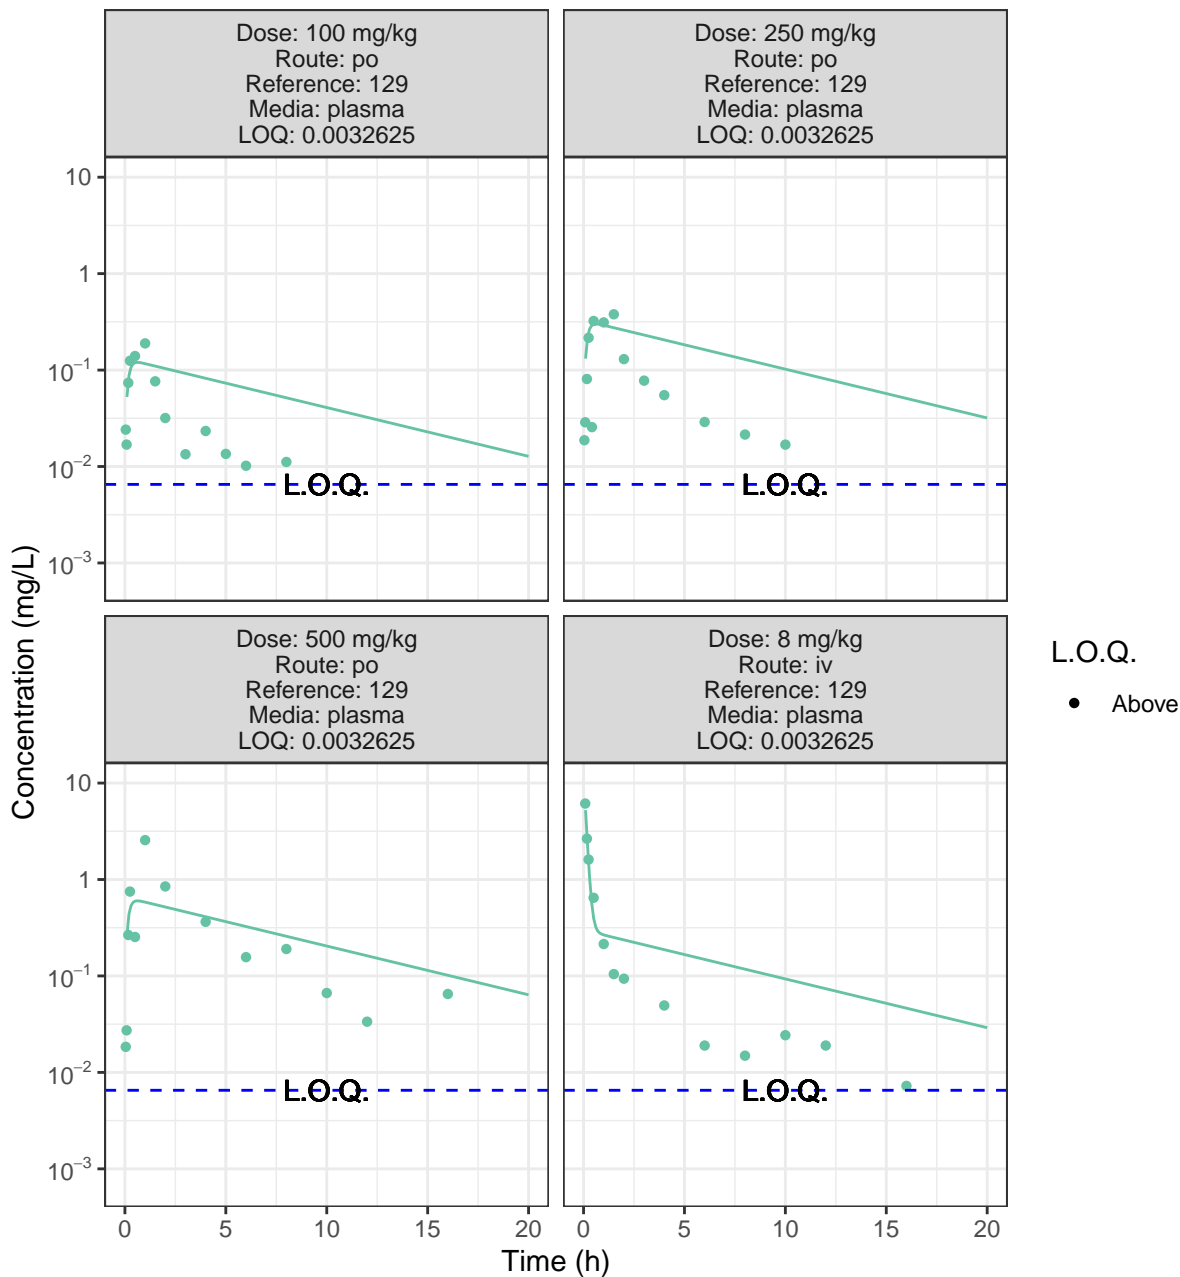 Dose: 100 mg/kg
Route: po
Reference: 129
Media: plasma
LOQ: 0.0032625
Dose: 250 mg/kg
Route: po
Reference: 129
Media: plasma
LOQ: 0.0032625
10
1
10⁻¹
10⁻²
10⁻³
L.O.Q.
L.O.Q.
Dose: 500 mg/kg
Route: po
Reference: 129
Media: plasma
LOQ: 0.0032625
Dose: 8 mg/kg
Route: iv
Reference: 129
Media: plasma
LOQ: 0.0032625
10
1
10⁻¹
10⁻²
10⁻³
L.O.Q.
L.O.Q.
0 5 10 15 20
0 5 10 15 20
Time (h)
Concentration (mg/L)
L.O.Q.
Above